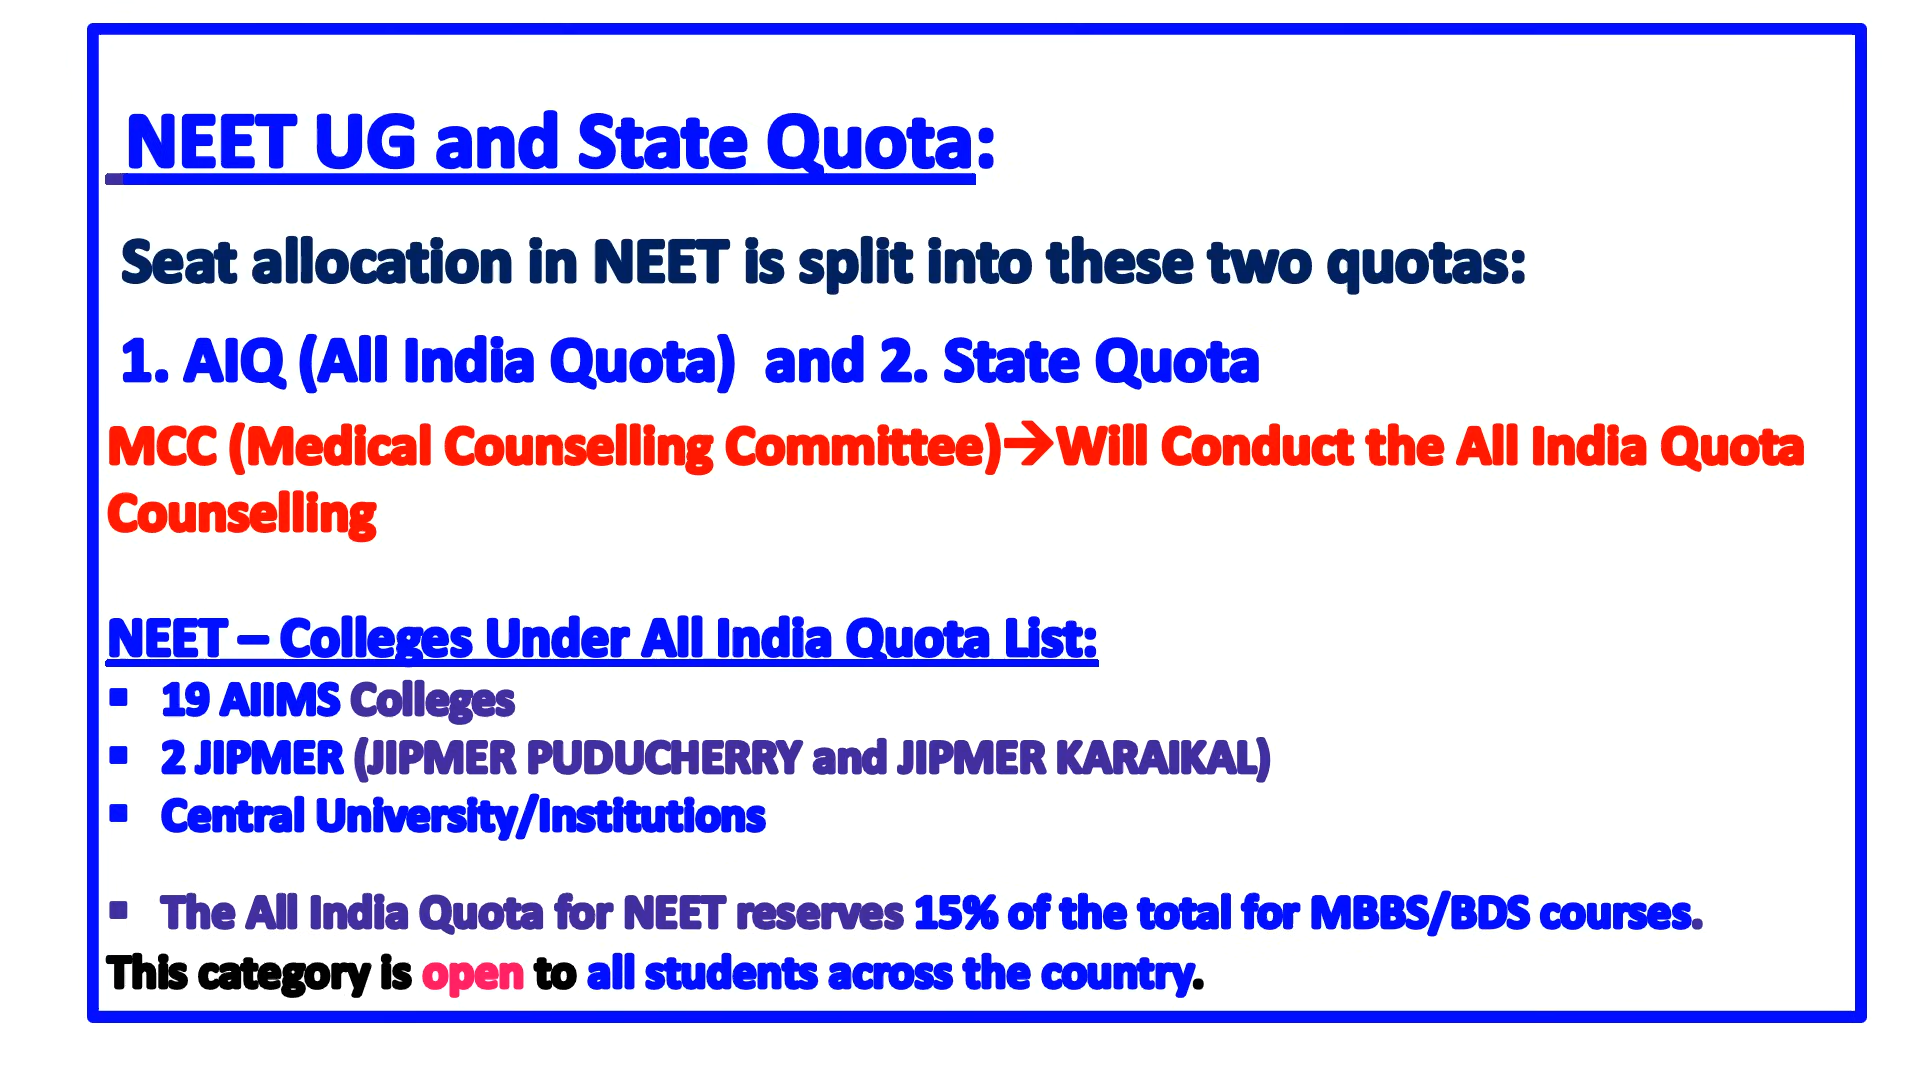 NEET UG and State Quota:
Seat allocation in NEET is split into these two quotas:
1. AIQ (All India Quota)  and 2. State Quota
MCC (Medical Counselling Committee)→Will Conduct the All India Quota
Counselling
NEET – Colleges Under All India Quota List:
▪ 19 AIIMS Colleges
▪ 2 JIPMER (JIPMER PUDUCHERRY and JIPMER KARAIKAL)
▪ Central University/Institutions
▪ The All India Quota for NEET reserves 15% of the total for MBBS/BDS courses.
This category is open to all students across the country.